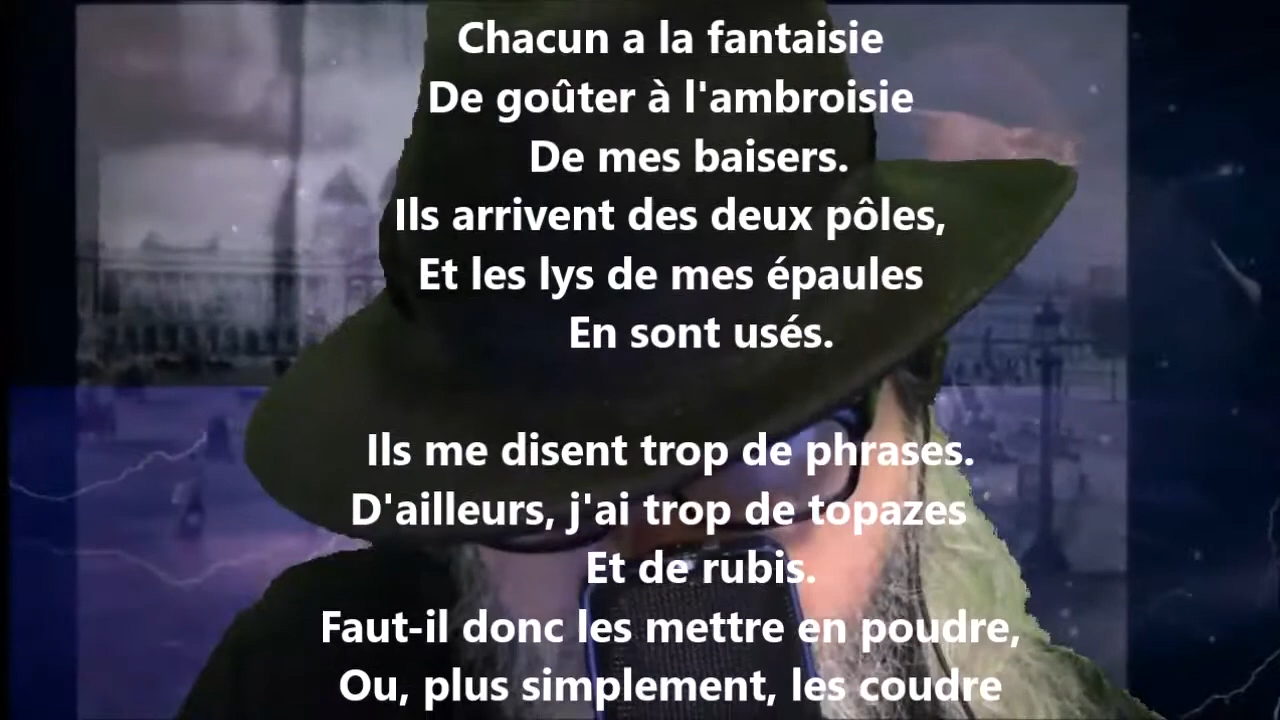 Chacun a la fantaisie
De goûter à l'ambroisie
De mes baisers.
Ils arrivent des deux pôles,
Et les lys de mes épaules
En sont usés.
Ils me disent trop de phrases.
D'ailleurs, j'ai trop de topazes
Et de rubis.
Faut-il donc les mettre en poudre,
Ou, plus simplement, les coudre